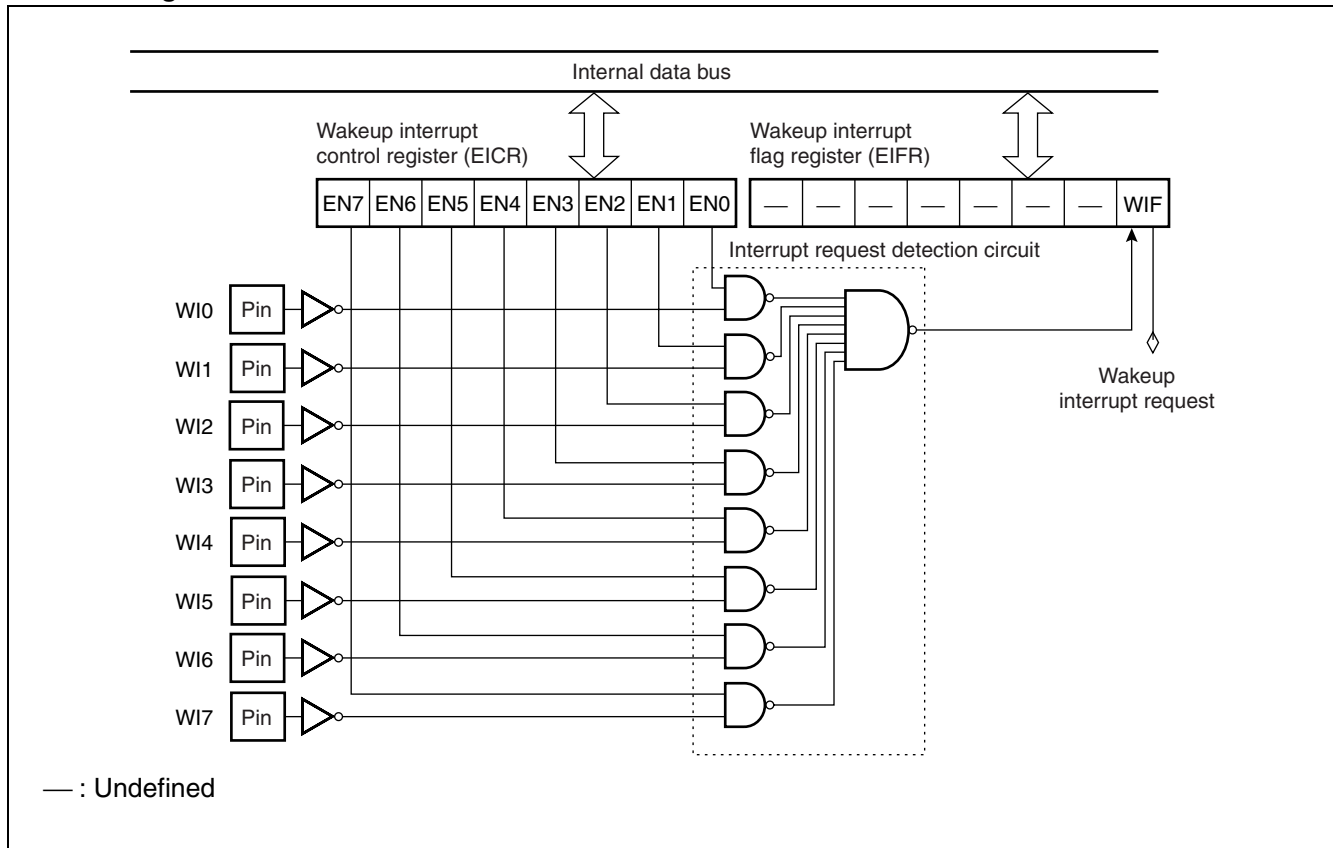 Internal data bus
Wakeup interrupt
control register (EICR)
Wakeup interrupt
flag register (EIFR)
EN7 EN6 EN5 EN4 EN3 EN2 EN1 EN0 — — — — — — — WIF
Interrupt request detection circuit
WI0 Pin
WI1 Pin
WI2 Pin
WI3 Pin
WI4 Pin
WI5 Pin
WI6 Pin
WI7 Pin
Wakeup
interrupt request
— : Undefined